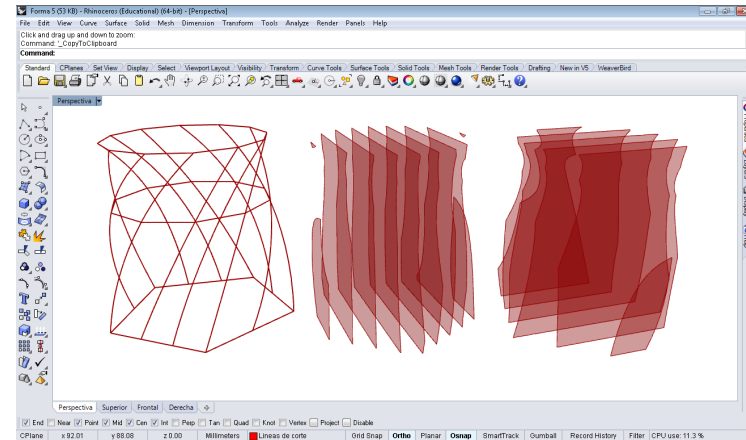 Forma 5 (53 KB) - Rhinoceros (Educational) (64-bit) - [Perspectiva]
File Edit View Curve Surface Solid Mesh Dimension Transform Tools Analyze Render Panels Help
Click and drag up and down to zoom:
Command: '_CopyToClipboard
Command:
Standard CPlanes Set View Display Select Viewport Layout Visibility Transform Curve Tools Surface Tools Solid Tools Mesh Tools Render Tools Drafting New in V5 WeaverBird
Perspectiva
Perspectiva Superior Frontal Derecha
End Near Point Mid Cen Int Perp Tan Quad Knot Vertex Project Disable
CPlane x 92.01 y 88.08 z 0.00 Millimeters Lineas de corte Grid Snap Ortho Planar Osnap SmartTrack Gumball Record History Filter CPU use: 11.3 %